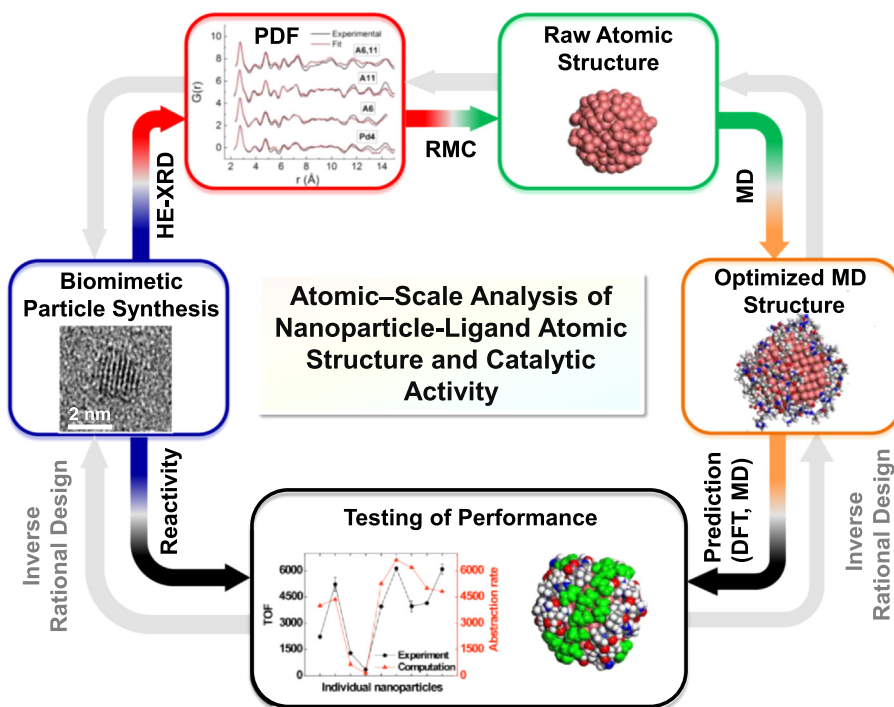 PDF
Experimental
Fit
A6,11
A11
A6
Pd4
10
8
6
4
2
0
G(r)
2 4 6 8 10 12 14
r (Å)
RMC
Raw Atomic
Structure
HE-XRD
MD
Biomimetic
Particle Synthesis
2 nm
Atomic–Scale Analysis of
Nanoparticle-Ligand Atomic
Structure and Catalytic
Activity
Optimized MD
Structure
Inverse
Rational Design
Reactivity
Prediction
(DFT, MD)
Inverse
Rational Design
Testing of Performance
TOF
6000
4500
3000
1500
0
Experiment
Computation
6000
4500
3000
1500
0
Abstraction rate
Individual nanoparticles